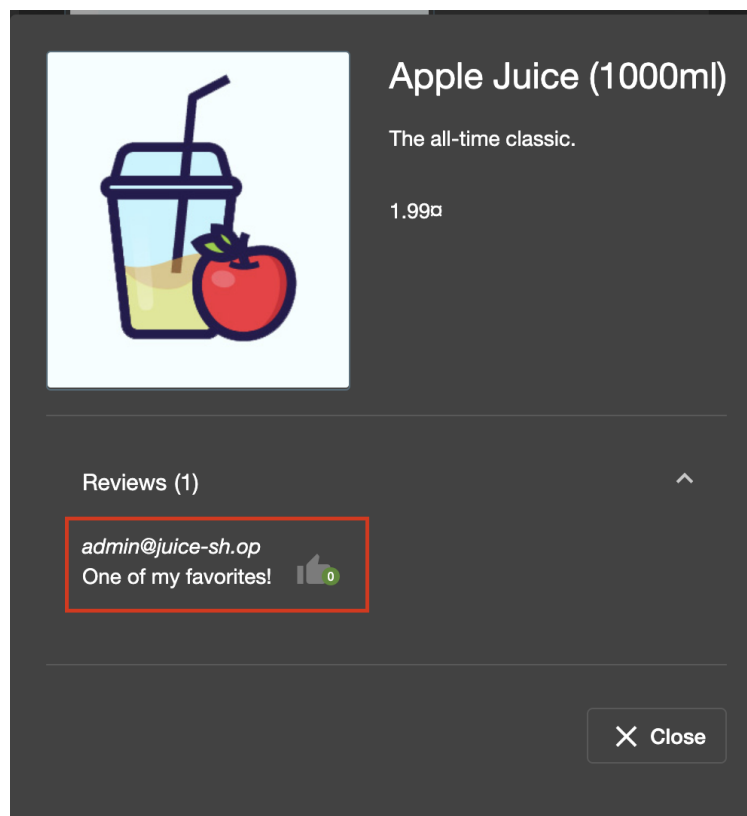 Apple Juice (1000ml)
The all-time classic.
1.99¤
Reviews (1)
admin@juice-sh.op
One of my favorites!
0
Close